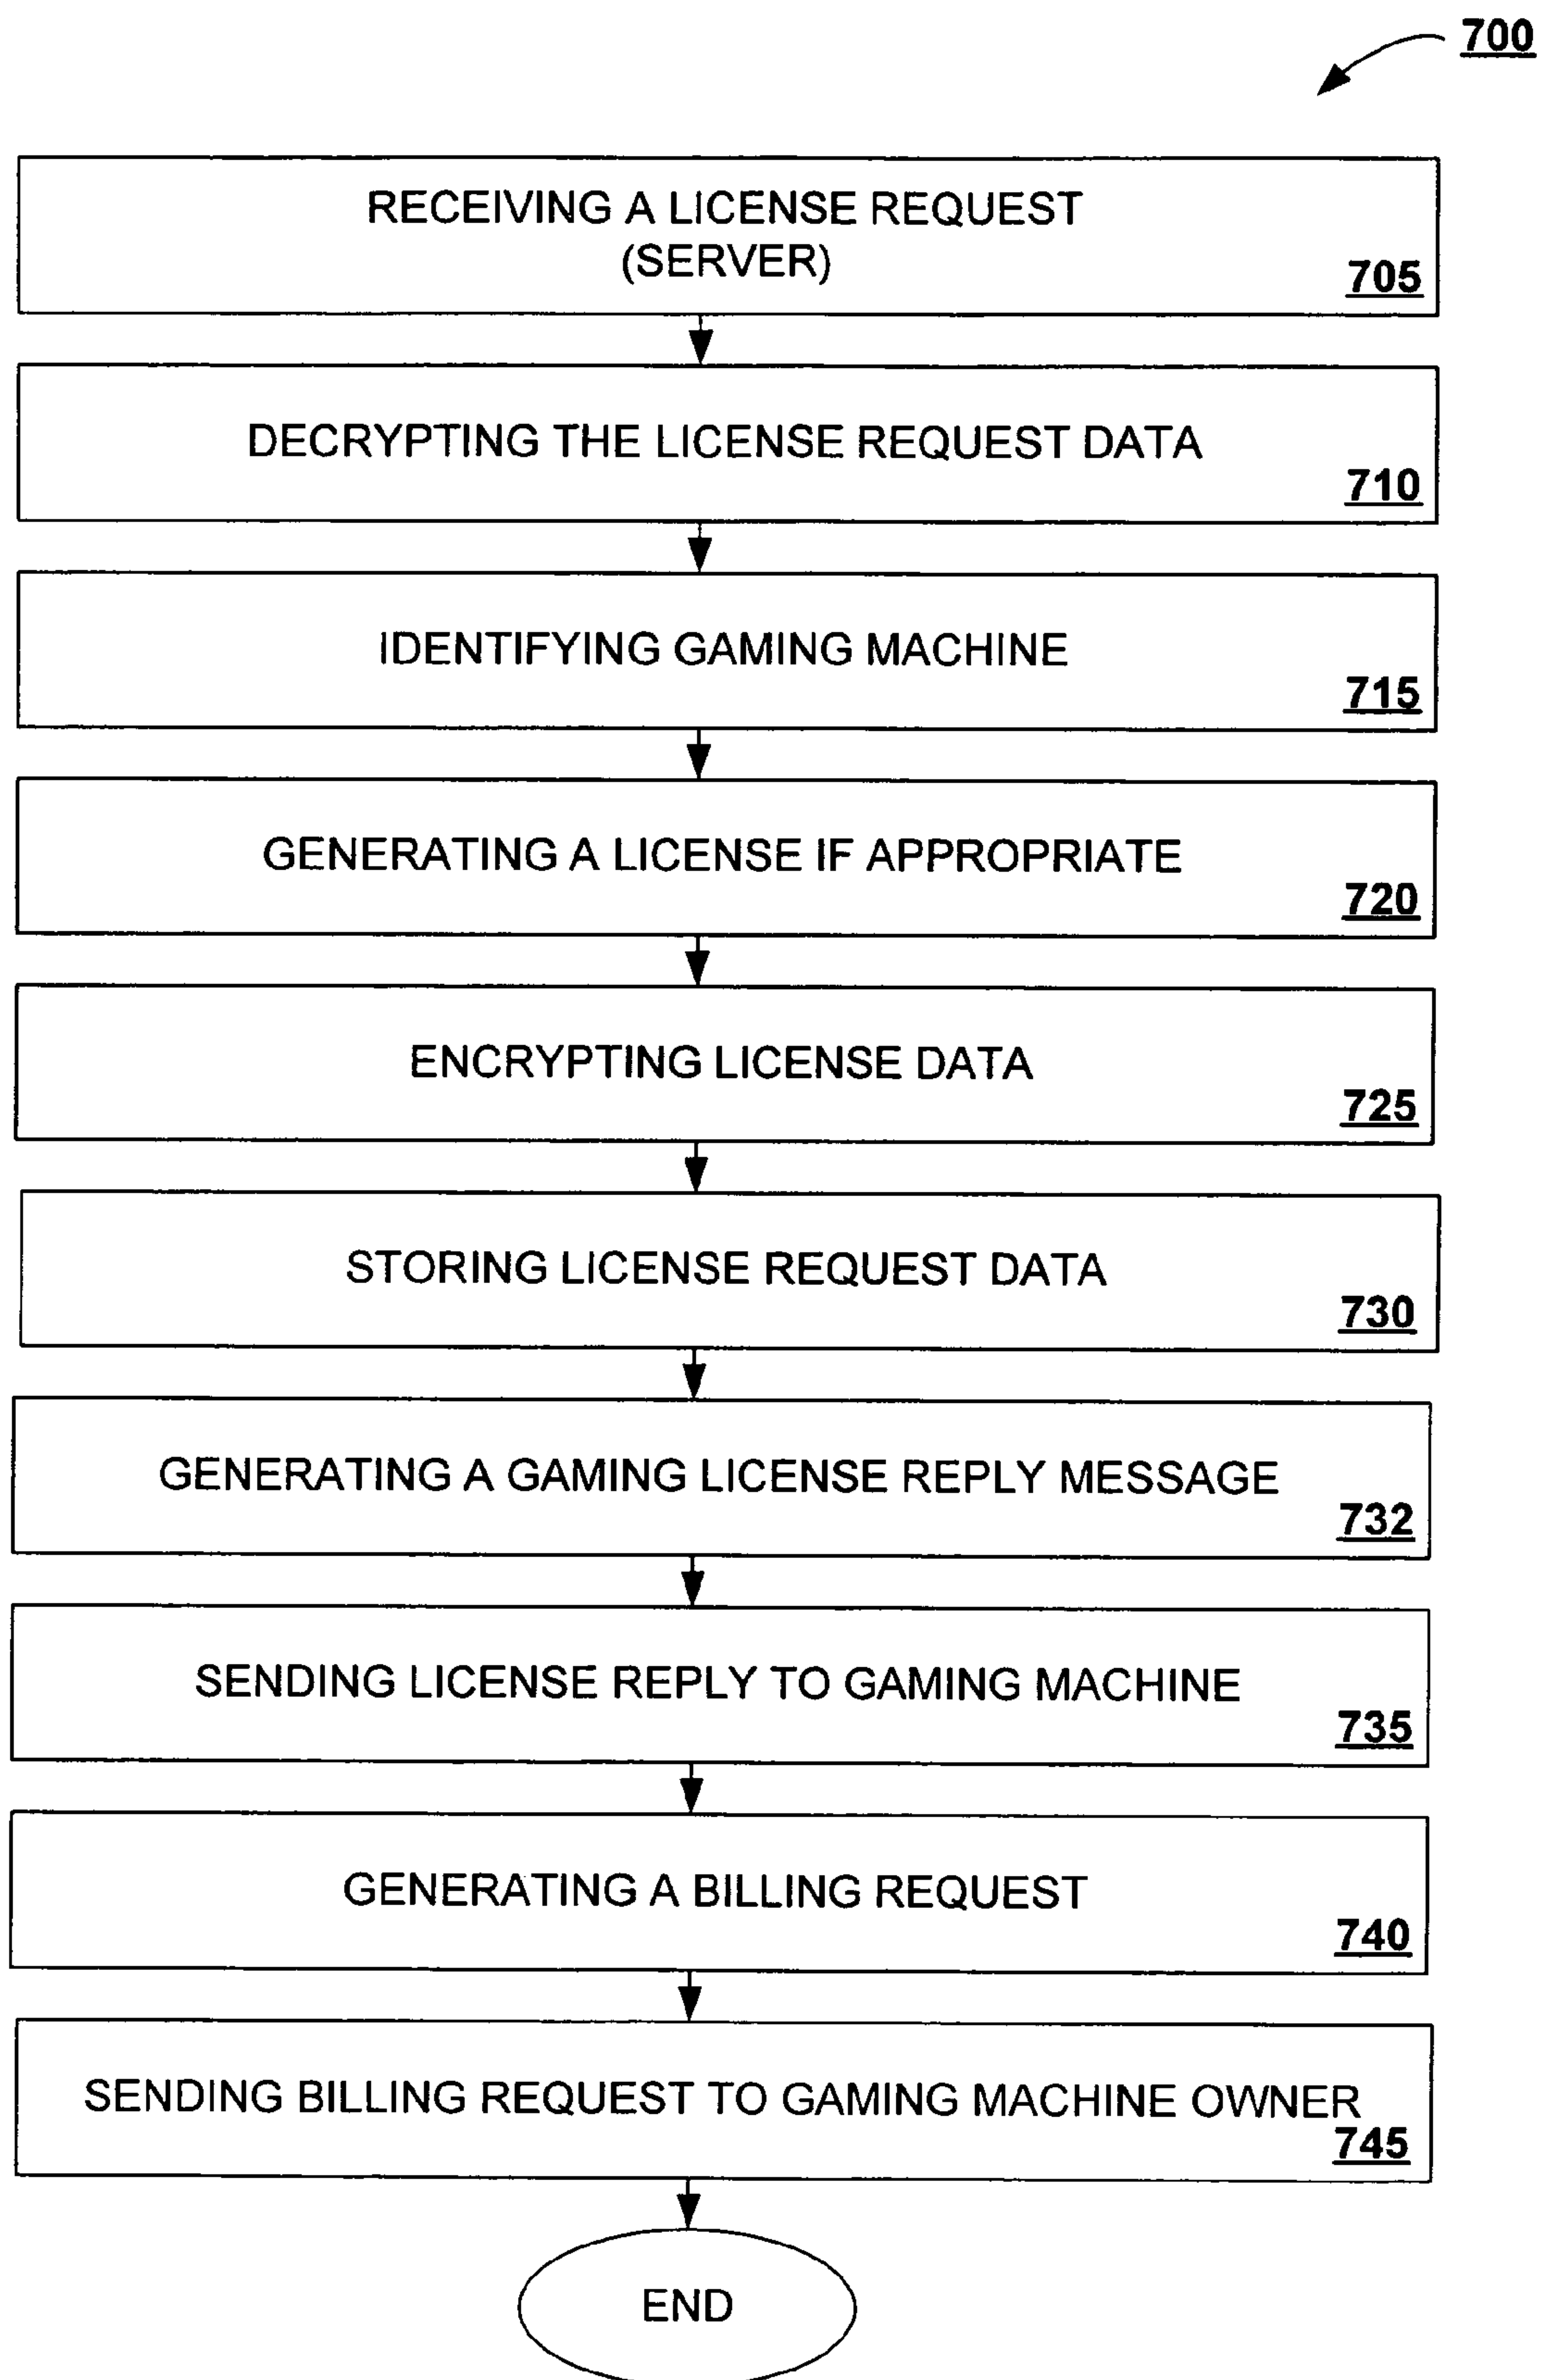 700
RECEIVING A LICENSE REQUEST
(SERVER)
705
DECRYPTING THE LICENSE REQUEST DATA
710
IDENTIFYING GAMING MACHINE
715
GENERATING A LICENSE IF APPROPRIATE
720
ENCRYPTING LICENSE DATA
725
STORING LICENSE REQUEST DATA
730
GENERATING A GAMING LICENSE REPLY MESSAGE
732
SENDING LICENSE REPLY TO GAMING MACHINE
735
GENERATING A BILLING REQUEST
740
SENDING BILLING REQUEST TO GAMING MACHINE OWNER
745
END